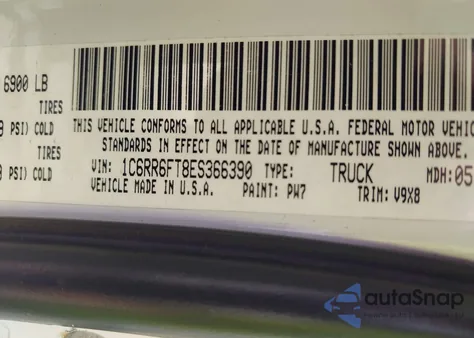 6900 LB
TIRES
PSI) COLD
TIRES
PSI) COLD
THIS VEHICLE CONFORMS TO ALL APPLICABLE U.S.A. FEDERAL MOTOR VEHIC
STANDARDS IN EFFECT ON THE DATE OF MANUFACTURE SHOWN ABOVE.
VIN: 1C6RR6FT8ES366390 TYPE: TRUCK MDH: 05
VEHICLE MADE IN U.S.A. PAINT: PW7 TRIM: V9X8
autoSnap